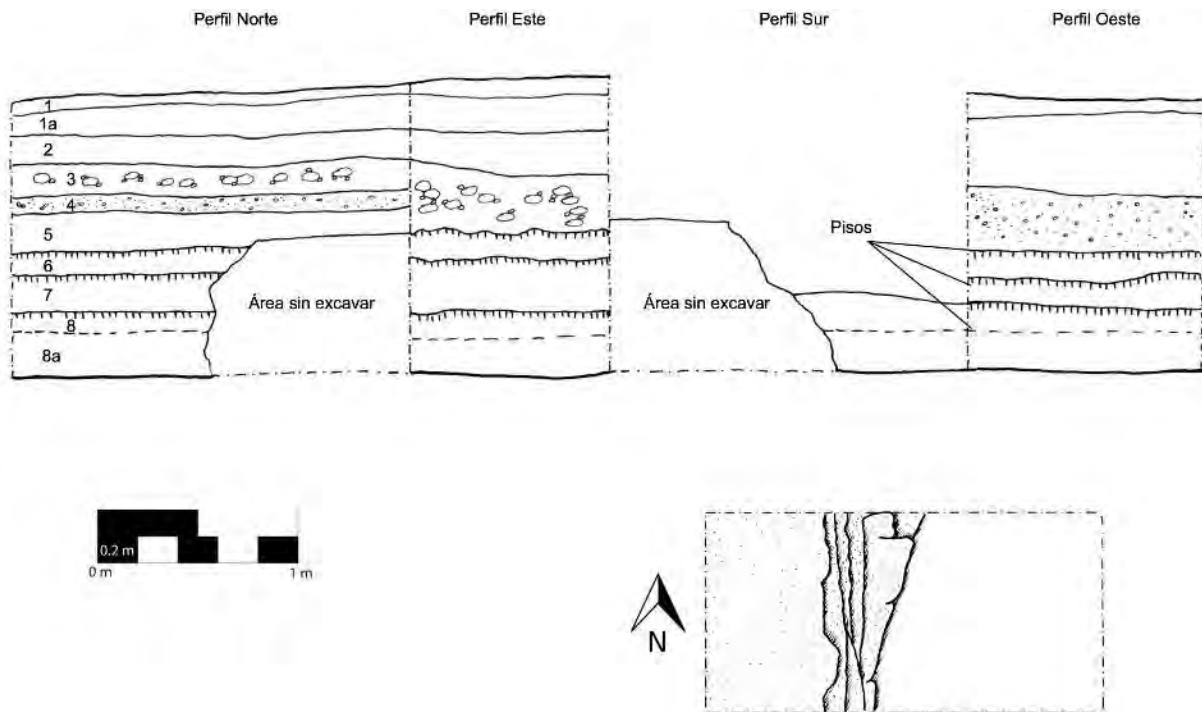 Perfil Norte
Perfil Este
Perfil Sur
Perfil Oeste
1
1a
2
3
4
5
6
7
8
8a
Área sin excavar
Área sin excavar
Pisos
0.2 m
0 m
1 m
N